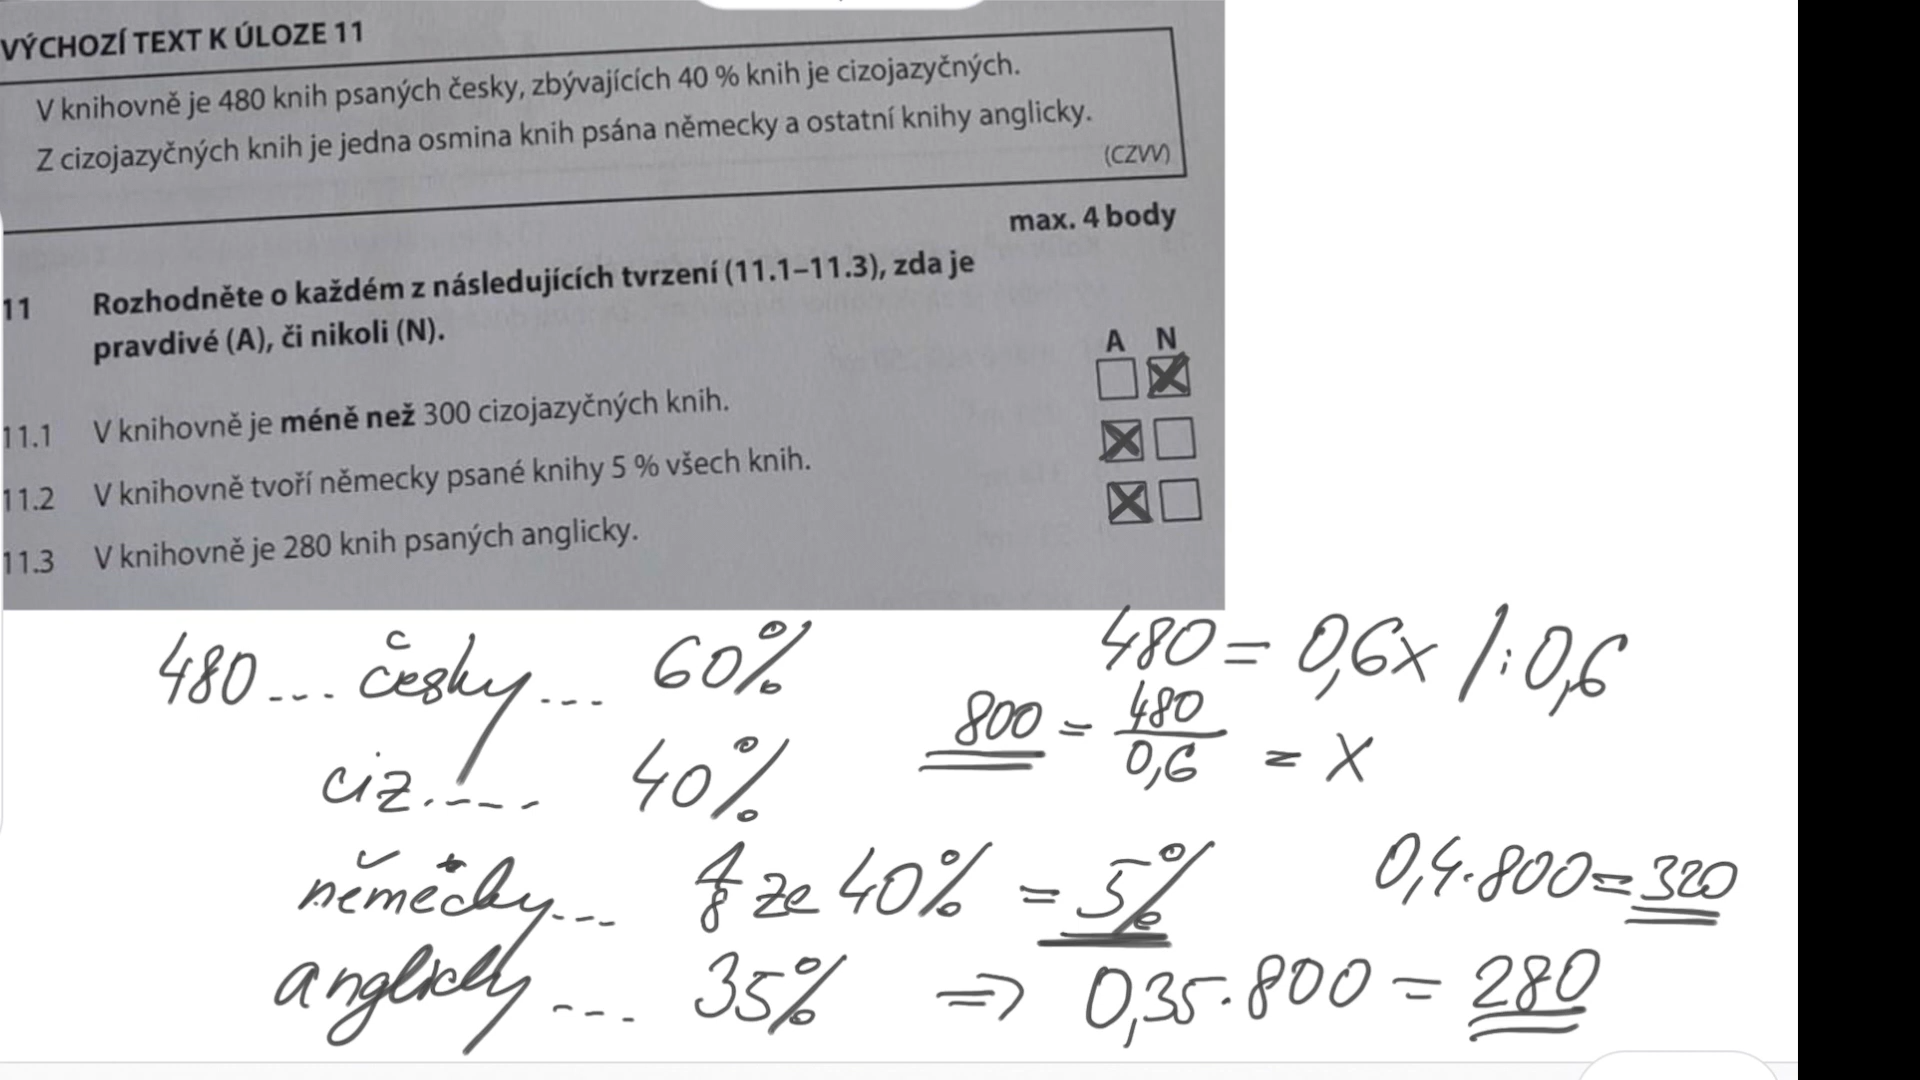 VÝCHOZÍ TEXT K ÚLOZE 11
V knihovně je 480 knih psaných česky, zbývajících 40 % knih je cizojazyčných.
Z cizojazyčných knih je jedna osmina knih psána německy a ostatní knihy anglicky.
(CZVV)
max. 4 body
11 Rozhodněte o každém z následujících tvrzení (11.1–11.3), zda je
pravdivé (A), či nikoli (N).
A N
11.1 V knihovně je méně než 300 cizojazyčných knih.
11.2 V knihovně tvoří německy psané knihy 5 % všech knih.
11.3 V knihovně je 280 knih psaných anglicky.
480 ... česky ... 60%
480 = 0,6x /:0,6
800 = 480/0,6 = x
ciz. ---- 40%
německy ... 1/8 ze 40% = 5%
0,4·800=320
anglicky ... 35% => 0,35·800 = 280